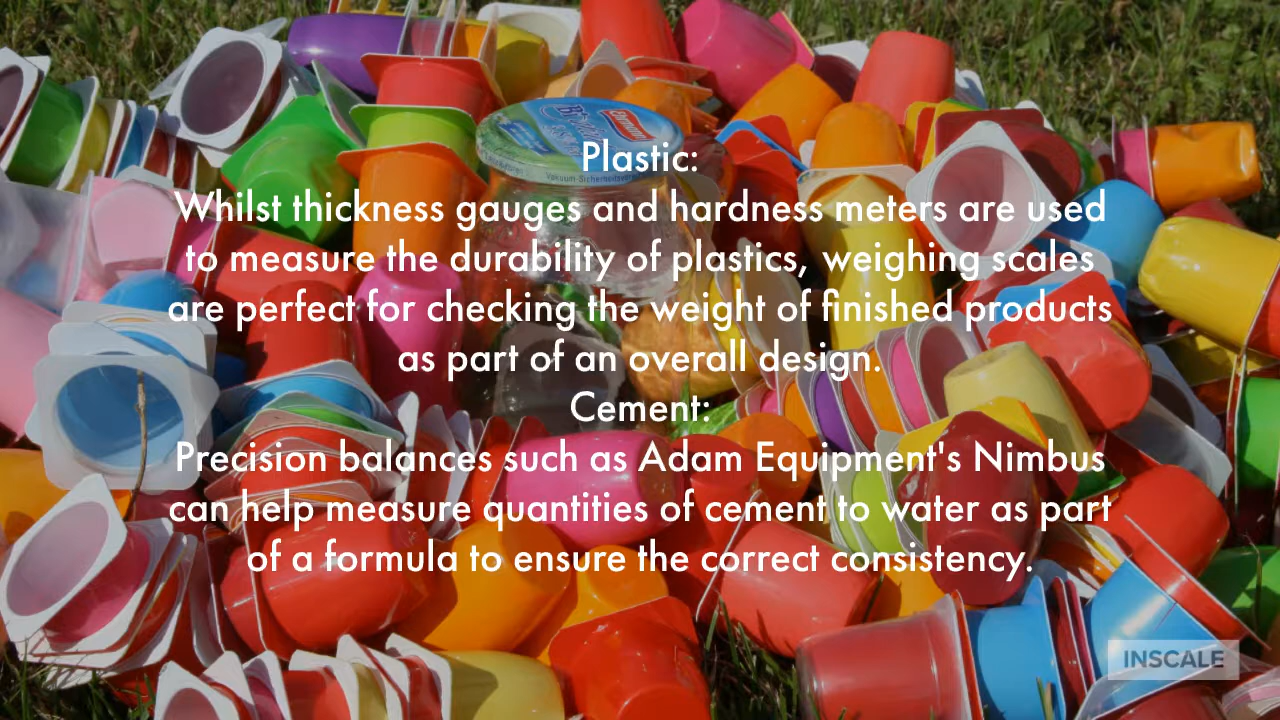 Ehrmann
Plastic:
Whilst thickness gauges and hardness meters are used
to measure the durability of plastics, weighing scales
are perfect for checking the weight of finished products
as part of an overall design.
Cement:
Precision balances such as Adam Equipment's Nimbus
can help measure quantities of cement to water as part
of a formula to ensure the correct consistency.
INSCALE